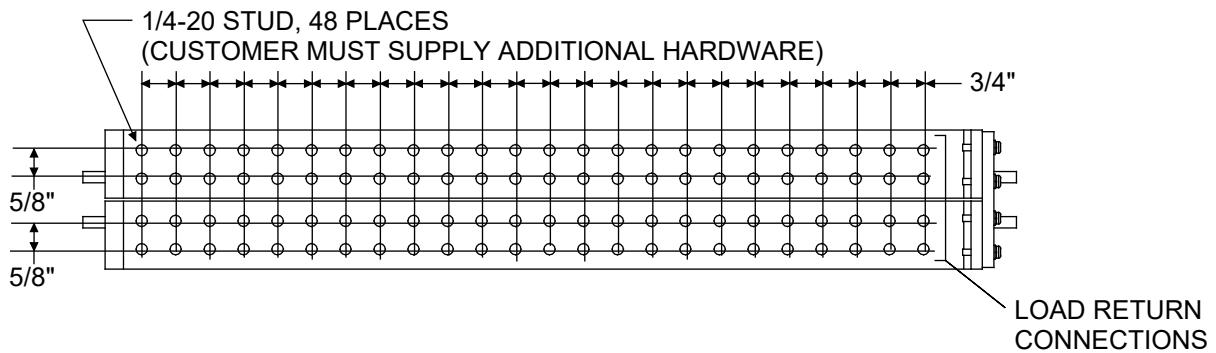 1/4-20 STUD, 48 PLACES
(CUSTOMER MUST SUPPLY ADDITIONAL HARDWARE)
3/4"
5/8"
5/8"
LOAD RETURN
CONNECTIONS